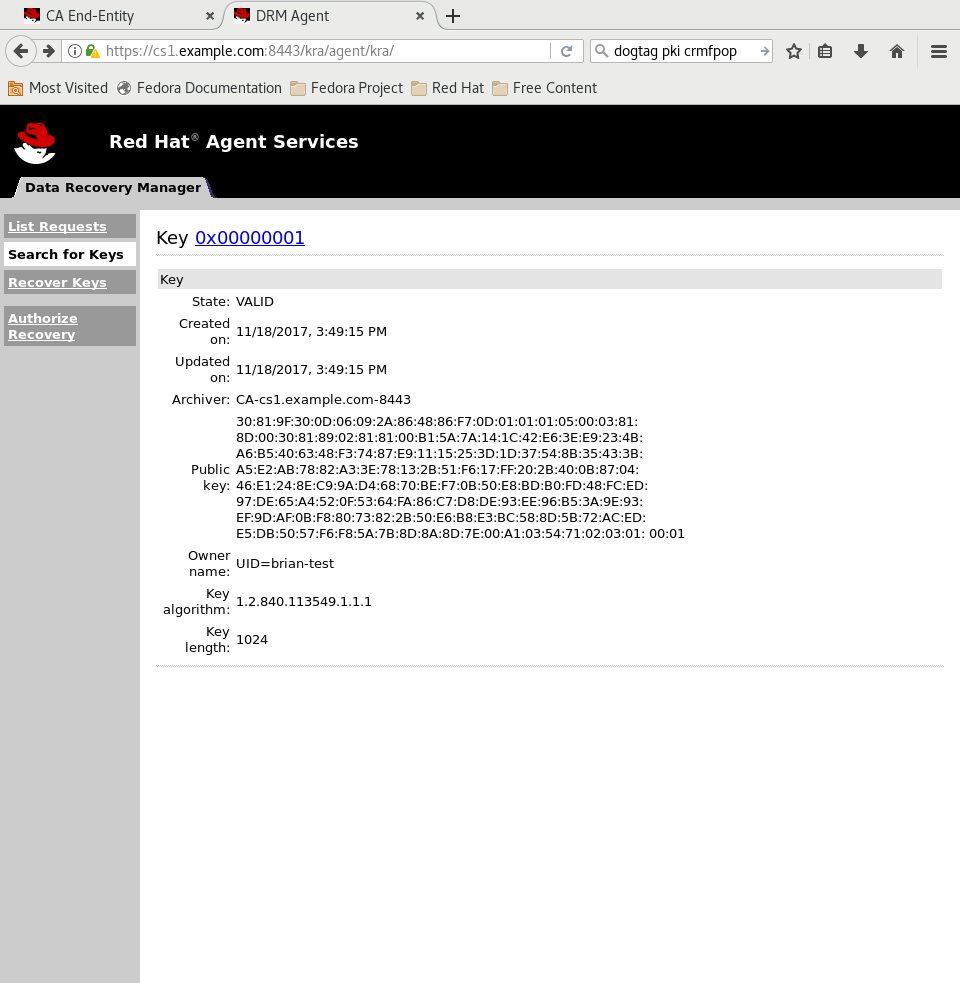 CA End-Entity
DRM Agent
https://cs1.example.com:8443/kra/agent/kra/
dogtag pki crmfpop
Most Visited
Fedora Documentation
Fedora Project
Red Hat
Free Content
Red Hat® Agent Services
Data Recovery Manager
List Requests
Search for Keys
Recover Keys
Authorize
Recovery
Key 0x00000001
Key
State: VALID
Created
on: 11/18/2017, 3:49:15 PM
Updated
on: 11/18/2017, 3:49:15 PM
Archiver: CA-cs1.example.com-8443
Public
key:
30:81:9F:30:0D:06:09:2A:86:48:86:F7:0D:01:01:01:05:00:03:81:
8D:00:30:81:89:02:81:81:00:B1:5A:7A:14:1C:42:E6:3E:E9:23:4B:
A6:B5:40:63:48:F3:74:87:E9:11:15:25:3D:1D:37:54:8B:35:43:3B:
A5:E2:AB:78:82:A3:3E:78:13:2B:51:F6:17:FF:20:2B:40:0B:87:04:
46:E1:24:8E:C9:9A:D4:68:70:BE:F7:0B:50:E8:BD:B0:FD:48:FC:ED:
97:DE:65:A4:52:0F:53:64:FA:86:C7:D8:DE:93:EE:96:B5:3A:9E:93:
EF:9D:AF:0B:F8:80:73:82:2B:50:E6:B8:E3:BC:58:8D:5B:72:AC:ED:
E5:DB:50:57:F6:F8:5A:7B:8D:8A:8D:7E:00:A1:03:54:71:02:03:01: 00:01
Owner
name: UID=brian-test
Key
algorithm: 1.2.840.113549.1.1.1
Key
length: 1024